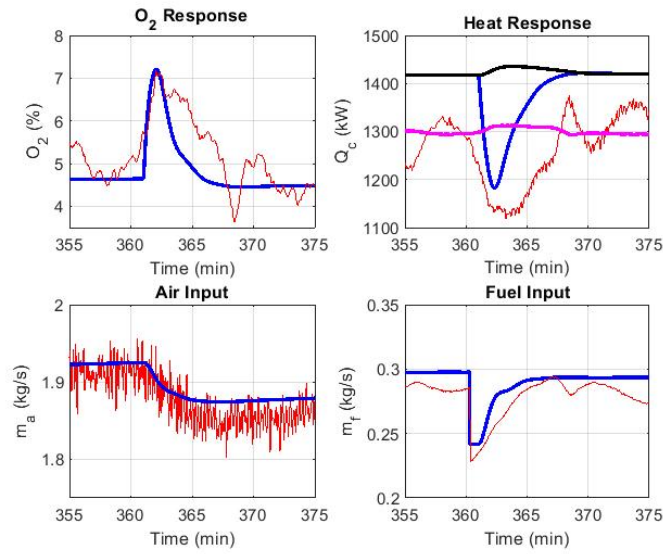 O₂ Response
8
7
6
5
4
O₂ (%)
355 360 365 370 375
Time (min)
Heat Response
1500
1400
1300
1200
1100
Q_c (kW)
355 360 365 370 375
Time (min)
Air Input
2
1.9
1.8
m_a (kg/s)
355 360 365 370 375
Time (min)
Fuel Input
0.3
0.25
0.2
0.35
m_f (kg/s)
355 360 365 370 375
Time (min)